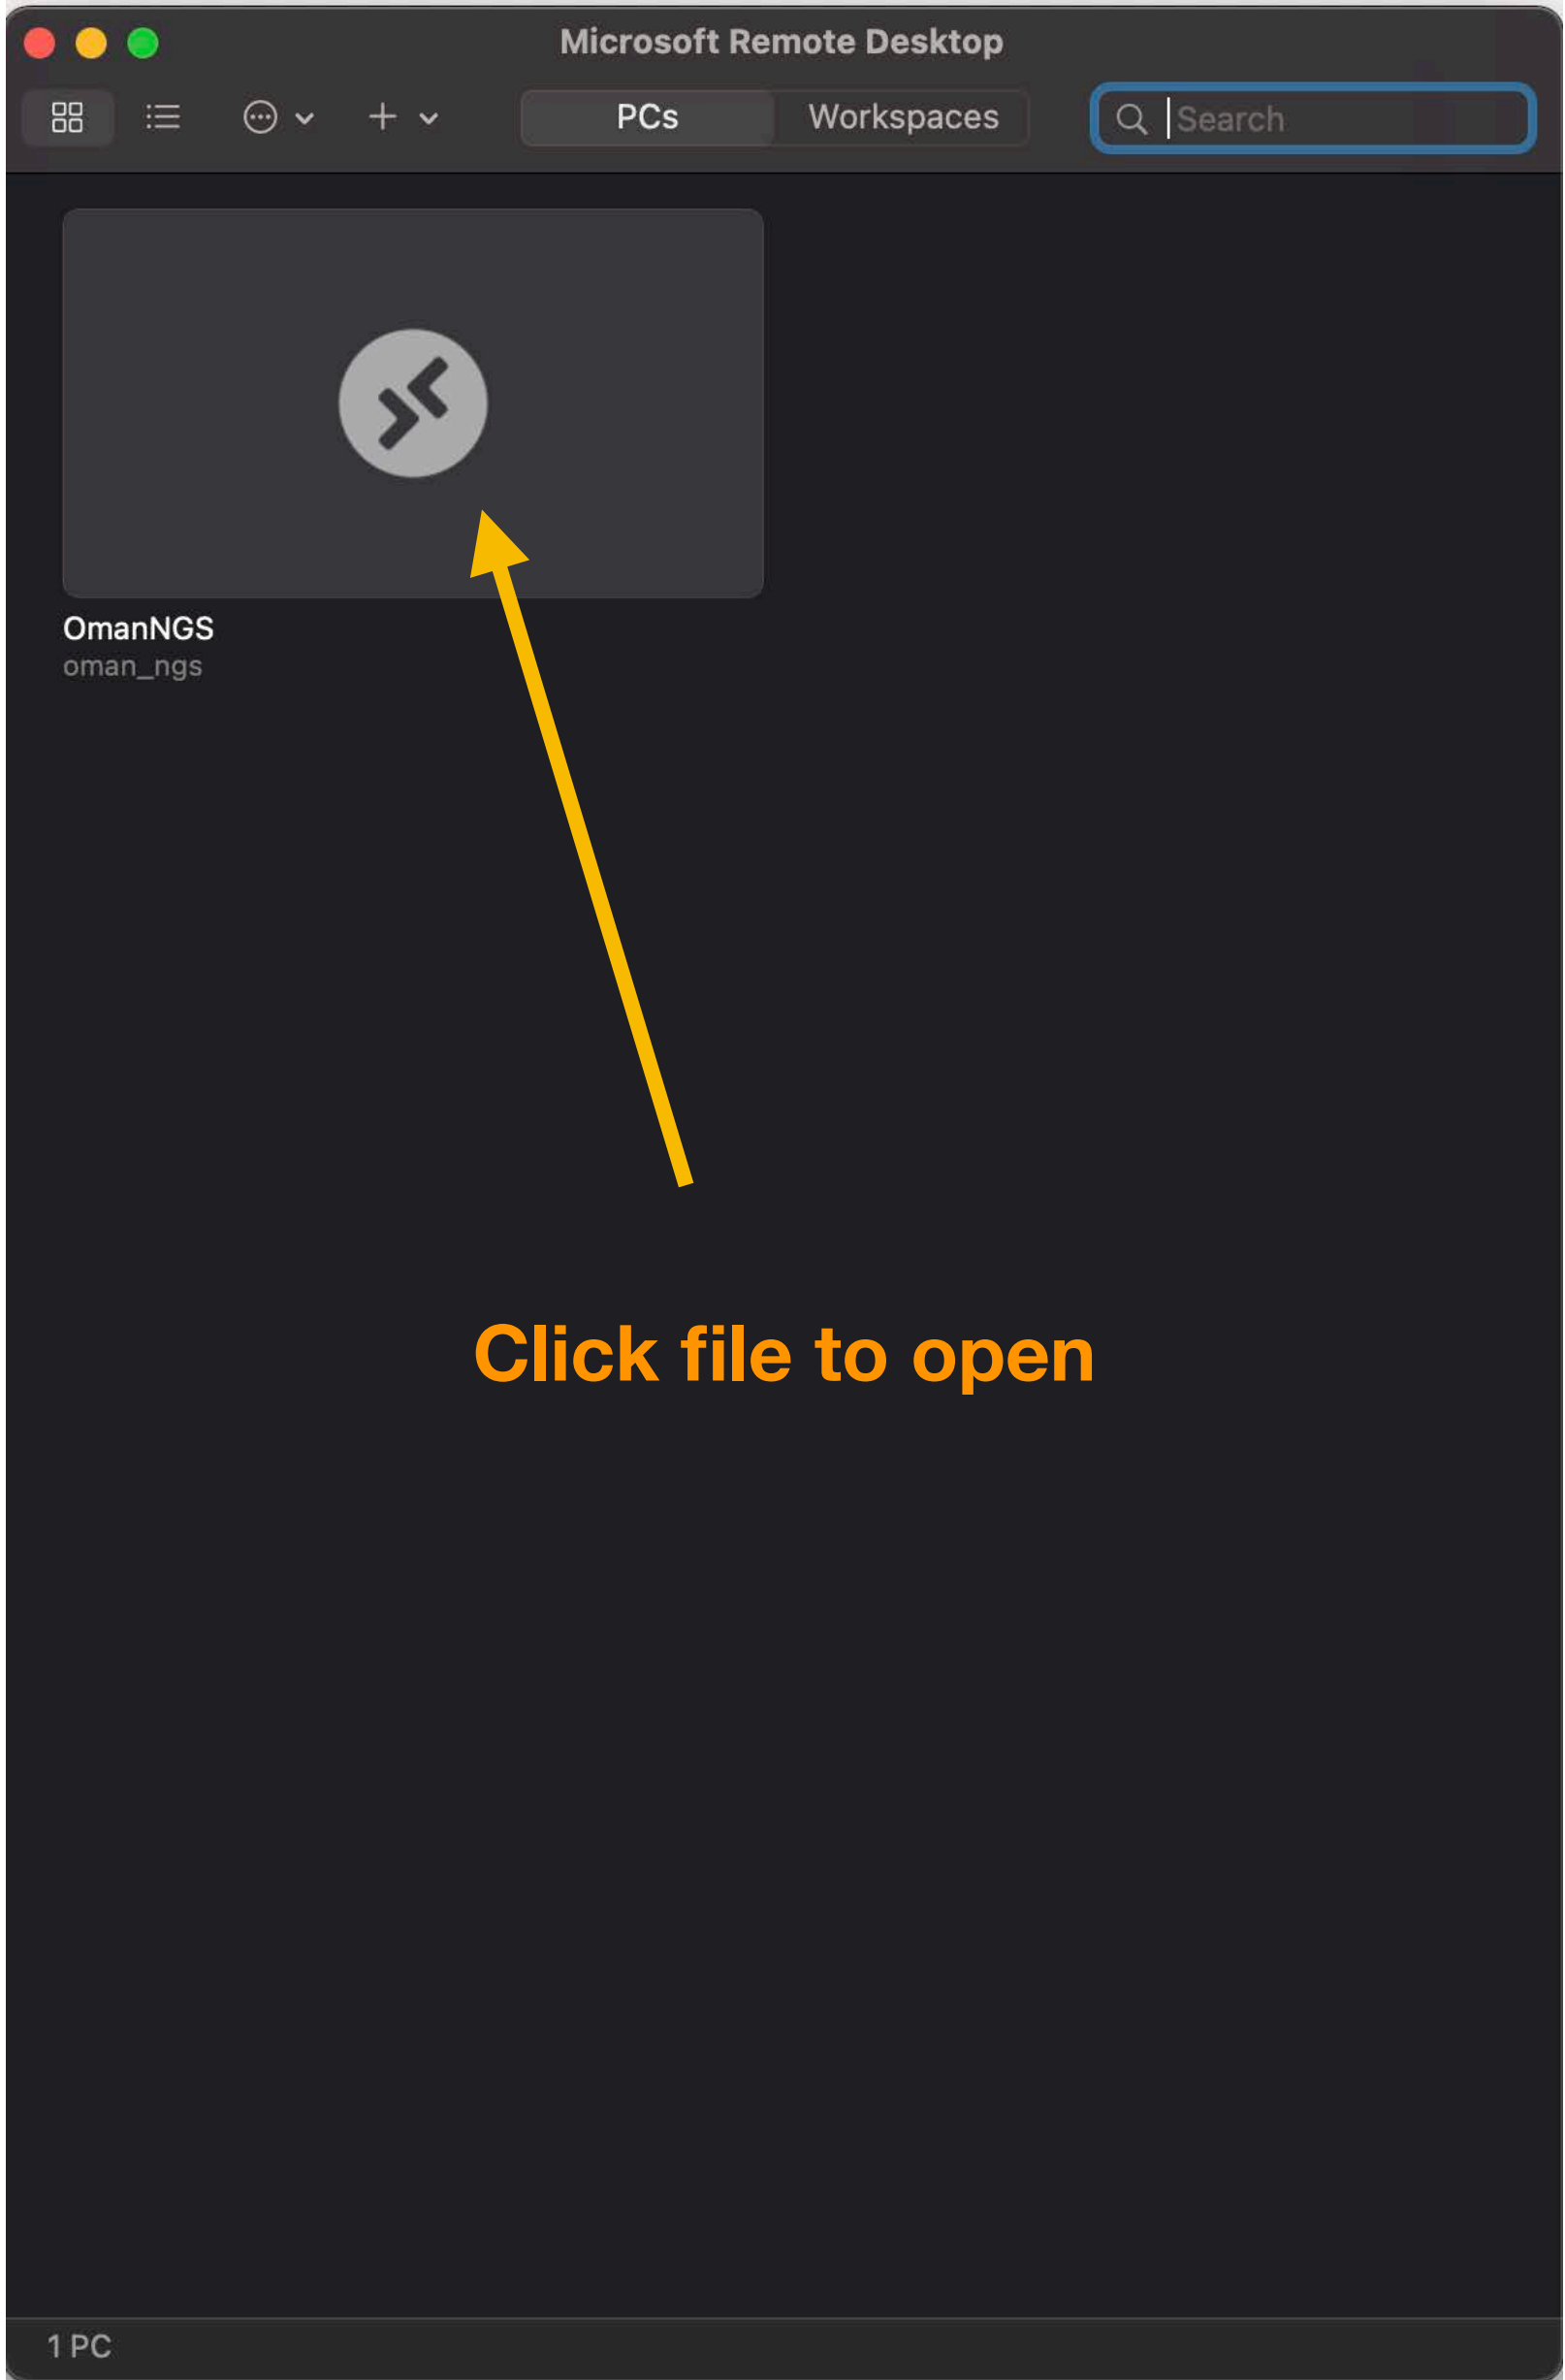 Microsoft Remote Desktop
PCs
Workspaces
Search
OmanNGS
oman_ngs
Click file to open
1 PC